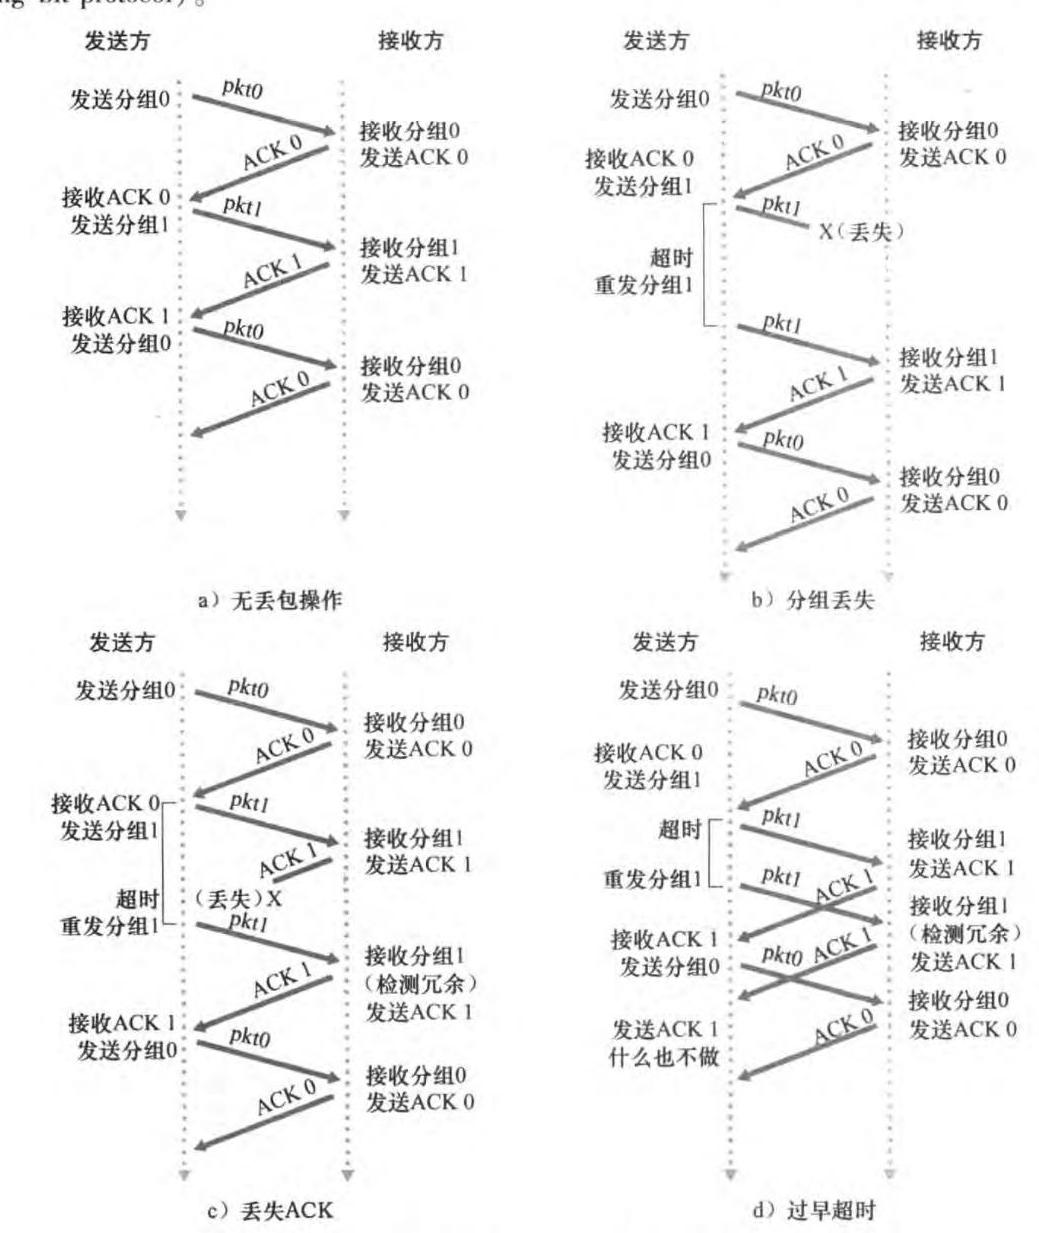 ng bit protocol)。
发送方
接收方
发送分组0
pkt0
接收分组0
发送ACK 0
ACK 0
接收ACK 0
发送分组1
pkt1
接收分组1
发送ACK 1
ACK 1
接收ACK 1
发送分组0
pkt0
接收分组0
发送ACK 0
ACK 0
a）无丢包操作
发送方
接收方
发送分组0
pkt0
接收分组0
发送ACK 0
ACK 0
接收ACK 0
发送分组1
pkt1
X（丢失）
超时
重发分组1
pkt1
接收分组1
发送ACK 1
ACK 1
接收ACK 1
发送分组0
pkt0
接收分组0
发送ACK 0
ACK 0
b）分组丢失
发送方
接收方
发送分组0
pkt0
接收分组0
发送ACK 0
ACK 0
接收ACK 0
发送分组1
pkt1
接收分组1
发送ACK 1
ACK 1
（丢失）X
超时
重发分组1
pkt1
接收分组1
（检测冗余）
发送ACK 1
ACK 1
接收ACK 1
发送分组0
pkt0
接收分组0
发送ACK 0
ACK 0
c）丢失ACK
发送方
接收方
发送分组0
pkt0
接收分组0
发送ACK 0
ACK 0
接收ACK 0
发送分组1
pkt1
超时
接收分组1
发送ACK 1
重发分组1
pkt1
ACK 1
接收分组1
（检测冗余）
发送ACK 1
接收ACK 1
发送分组0
pkt0
ACK 1
接收分组0
发送ACK 0
发送ACK 1
什么也不做
ACK 0
d）过早超时